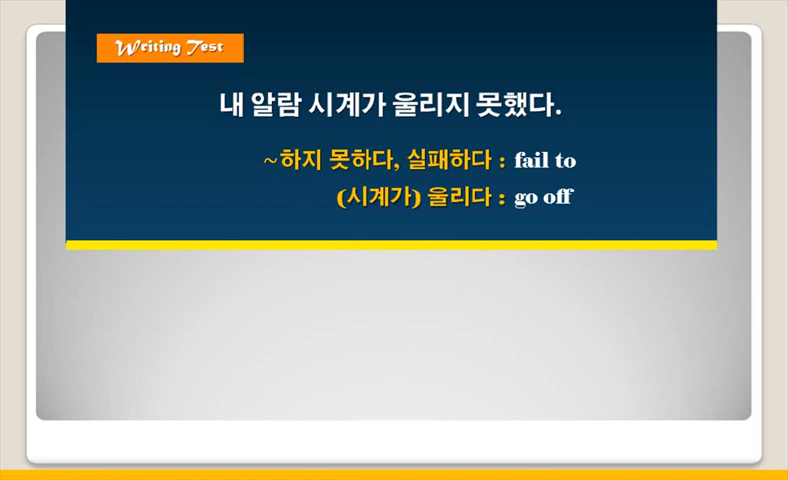 Writing Test
내 알람 시계가 울리지 못했다.
~하지 못하다, 실패하다 : fail to
(시계가) 울리다 : go off